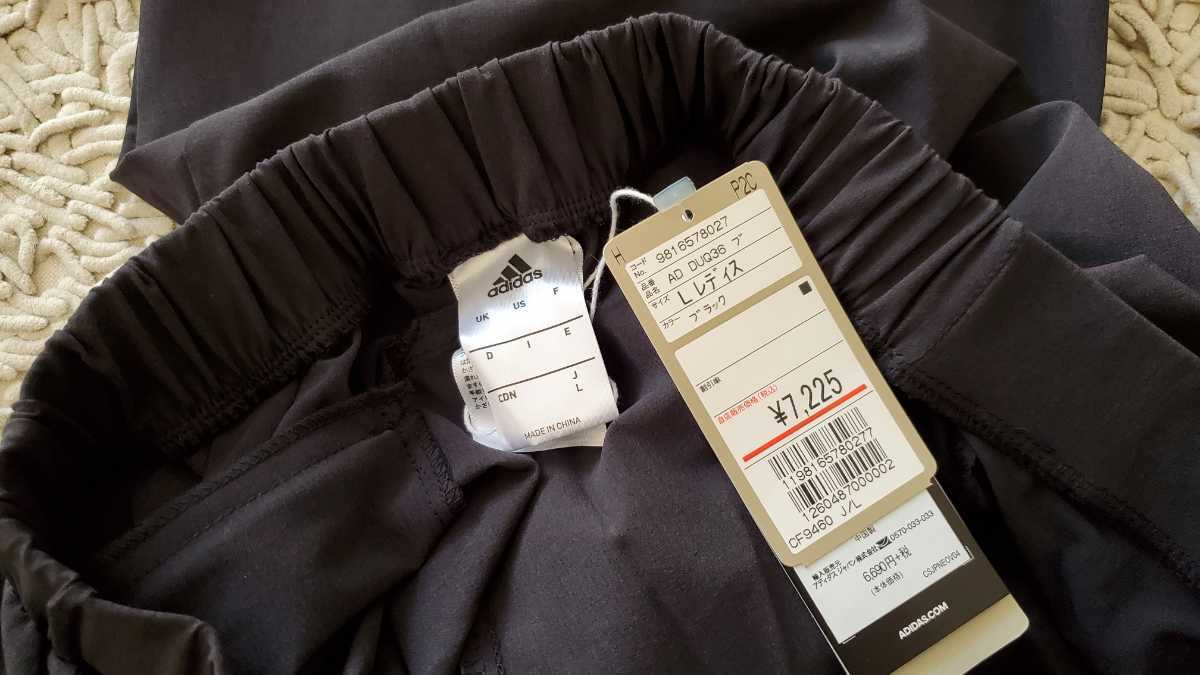 adidas
UK US F
D I E
CDN J
L
MADE IN CHINA
H P2C
コード No. 9816578027
品番 品名 AD DUQ36 ブ
サイズ L レディス
カラー ブラック
割引率
自店販売価格(税込)
¥7,225
1198165780277
1260487000002
CF9460 J/L
中国製
輸入販売元
アディダス ジャパン株式会社 0570-033-033
6,690円+税
(本体価格)
CSJPNEOV04
ADIDAS.COM